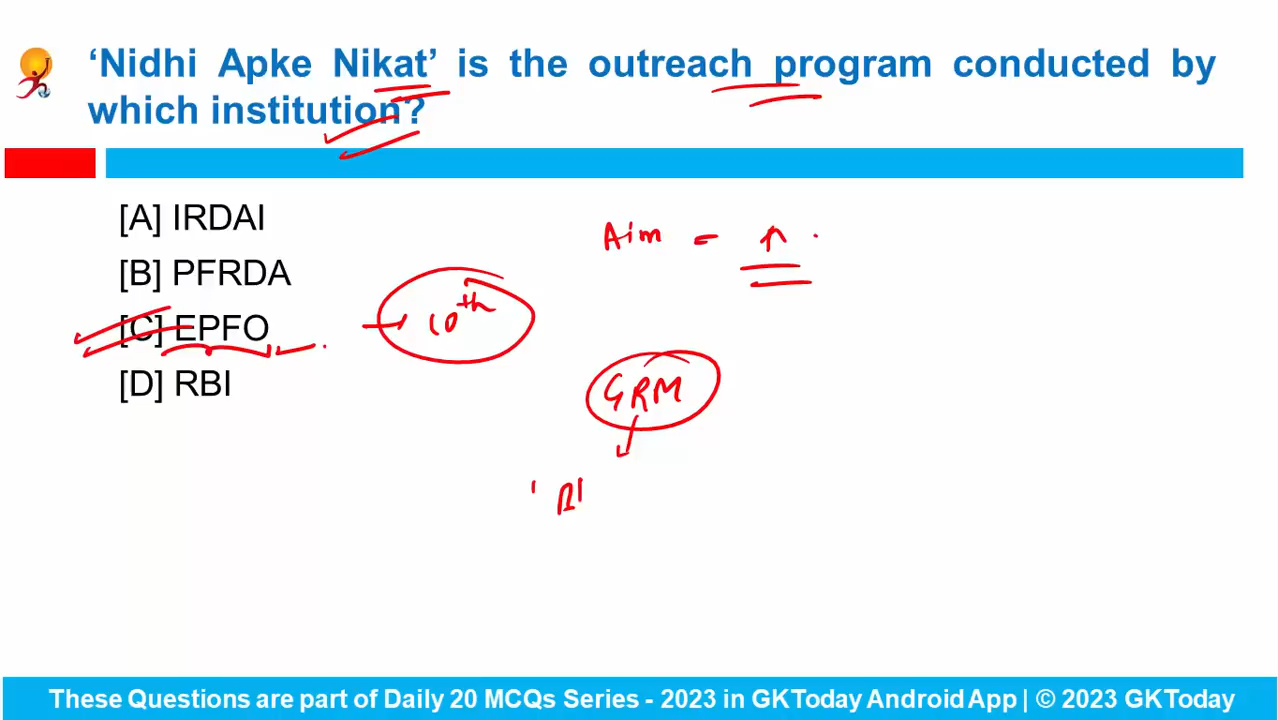 ‘Nidhi Apke Nikat’ is the outreach program conducted by
which institution?
[A] IRDAI
Aim = ↑
[B] PFRDA
[C] EPFO
→ 10th
[D] RBI
GRM
These Questions are part of Daily 20 MCQs Series - 2023 in GKToday Android App | © 2023 GKToday